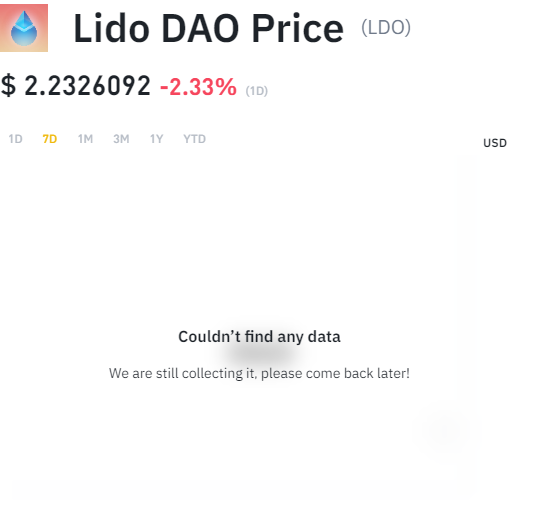 Lido DAO Price (LDO)
$ 2.2326092 -2.33% (1D)
1D 7D 1M 3M 1Y YTD
USD
Couldn't find any data
We are still collecting it, please come back later!